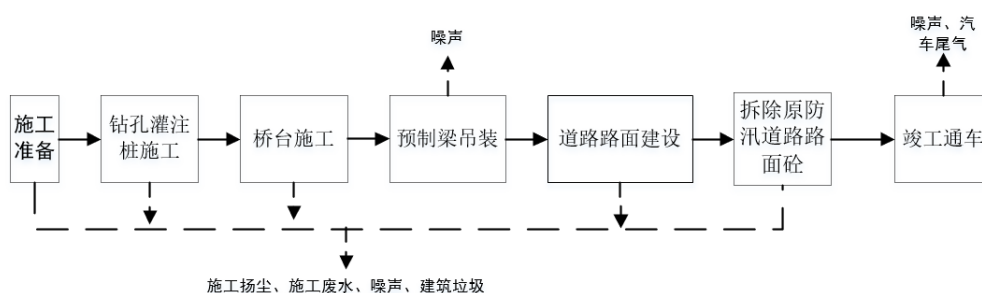 噪声
噪声、汽
车尾气
施工
准备
钻孔灌注
桩施工
桥台施工
预制梁吊装
道路路面建设
拆除原防
汛道路路
面砼
竣工通车
施工扬尘、施工废水、噪声、建筑垃圾